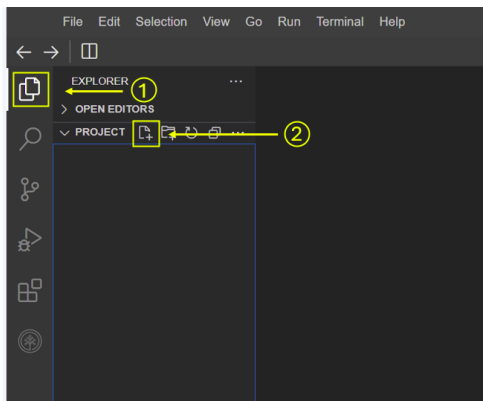 File Edit Selection View Go Run Terminal Help
EXPLORER
1
OPEN EDITORS
PROJECT
2